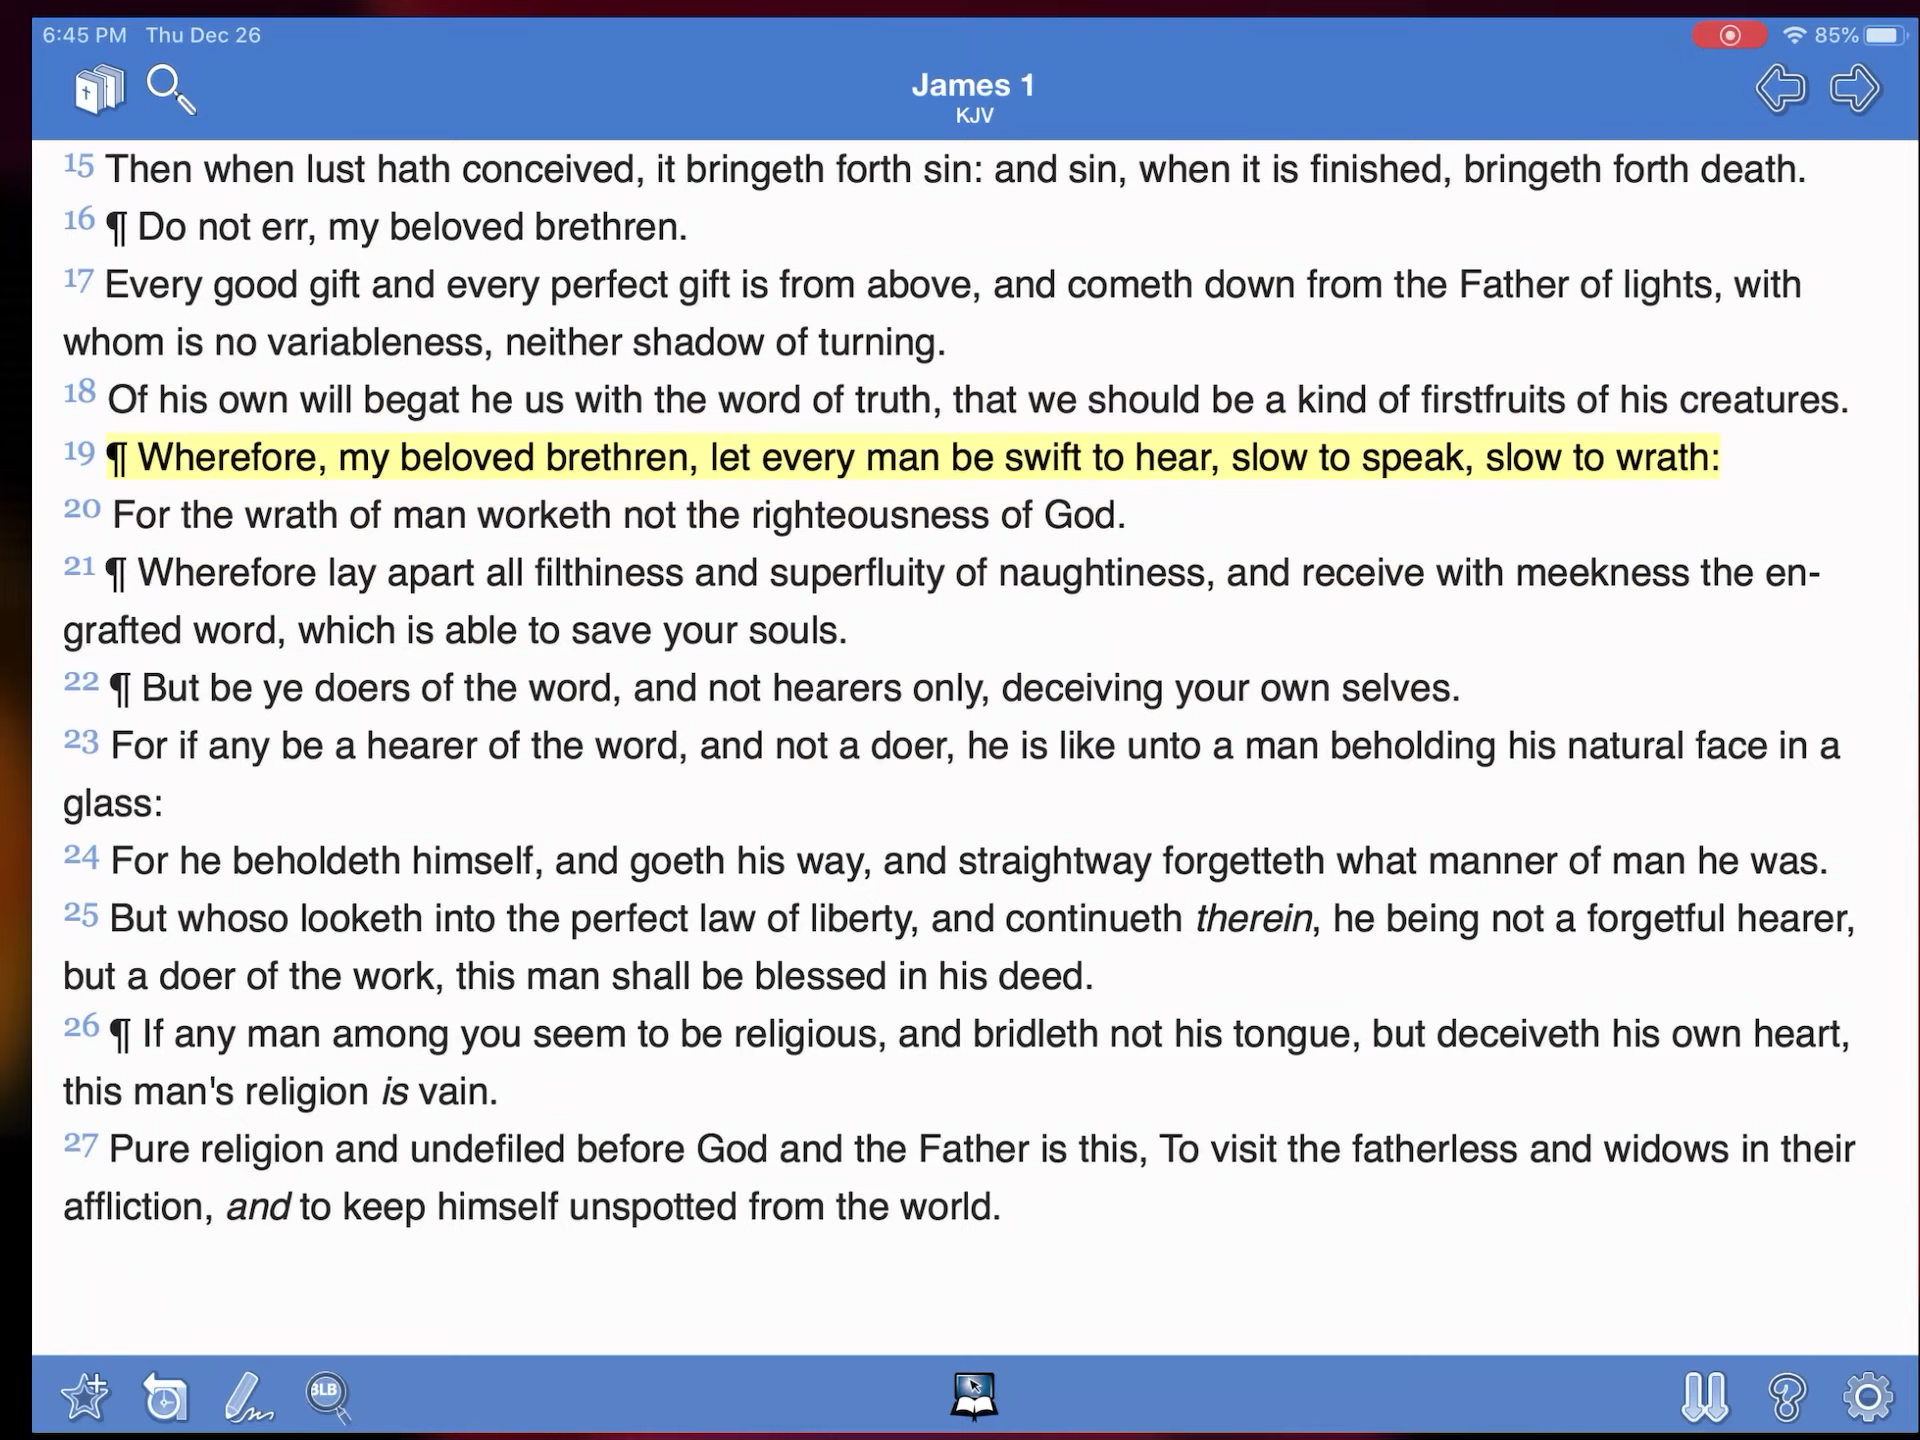 6:45 PM Thu Dec 26
85%
James 1
KJV
15 Then when lust hath conceived, it bringeth forth sin: and sin, when it is finished, bringeth forth death.
16 ¶ Do not err, my beloved brethren.
17 Every good gift and every perfect gift is from above, and cometh down from the Father of lights, with
whom is no variableness, neither shadow of turning.
18 Of his own will begat he us with the word of truth, that we should be a kind of firstfruits of his creatures.
19 ¶ Wherefore, my beloved brethren, let every man be swift to hear, slow to speak, slow to wrath:
20 For the wrath of man worketh not the righteousness of God.
21 ¶ Wherefore lay apart all filthiness and superfluity of naughtiness, and receive with meekness the en-
grafted word, which is able to save your souls.
22 ¶ But be ye doers of the word, and not hearers only, deceiving your own selves.
23 For if any be a hearer of the word, and not a doer, he is like unto a man beholding his natural face in a
glass:
24 For he beholdeth himself, and goeth his way, and straightway forgetteth what manner of man he was.
25 But whoso looketh into the perfect law of liberty, and continueth therein, he being not a forgetful hearer,
but a doer of the work, this man shall be blessed in his deed.
26 ¶ If any man among you seem to be religious, and bridleth not his tongue, but deceiveth his own heart,
this man's religion is vain.
27 Pure religion and undefiled before God and the Father is this, To visit the fatherless and widows in their
affliction, and to keep himself unspotted from the world.
BLB